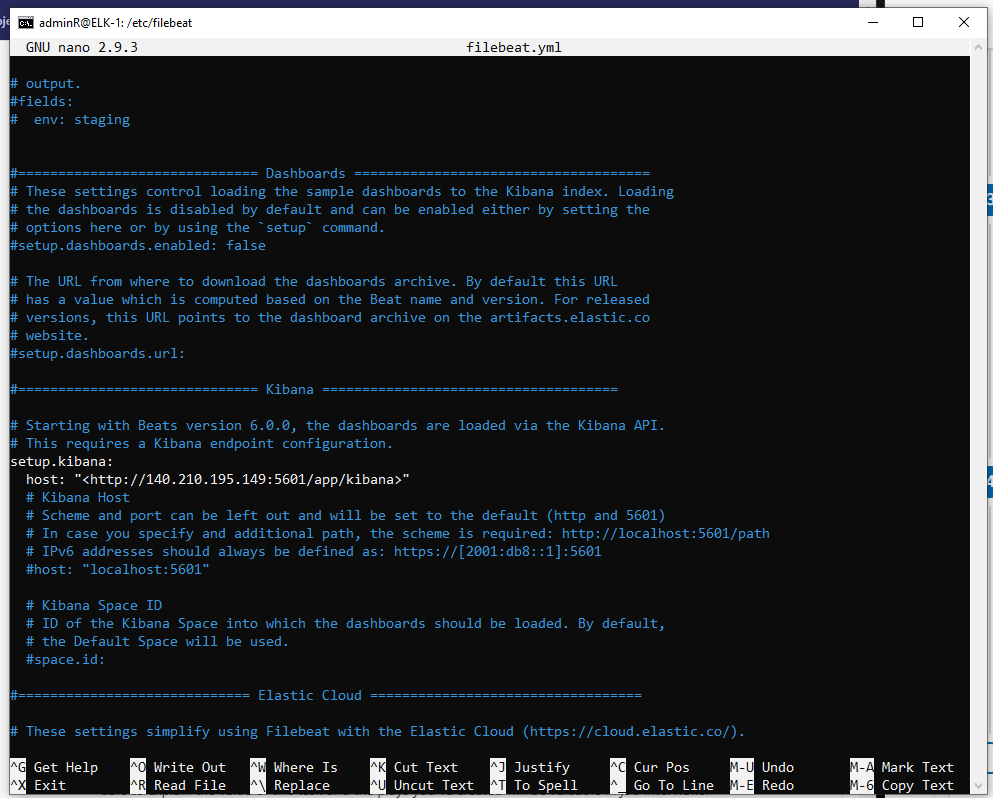 adminR@ELK-1: /etc/filebeat
GNU nano 2.9.3 filebeat.yml
# output.
#fields:
#  env: staging
#============================== Dashboards =====================================
# These settings control loading the sample dashboards to the Kibana index. Loading
# the dashboards is disabled by default and can be enabled either by setting the
# options here or by using the `setup` command.
#setup.dashboards.enabled: false
# The URL from where to download the dashboards archive. By default this URL
# has a value which is computed based on the Beat name and version. For released
# versions, this URL points to the dashboard archive on the artifacts.elastic.co
# website.
#setup.dashboards.url:
#============================== Kibana =====================================
# Starting with Beats version 6.0.0, the dashboards are loaded via the Kibana API.
# This requires a Kibana endpoint configuration.
setup.kibana:
  host: "<http://140.210.195.149:5601/app/kibana>"
  # Kibana Host
  # Scheme and port can be left out and will be set to the default (http and 5601)
  # In case you specify and additional path, the scheme is required: http://localhost:5601/path
  # IPv6 addresses should always be defined as: https://[2001:db8::1]:5601
  #host: "localhost:5601"
  # Kibana Space ID
  # ID of the Kibana Space into which the dashboards should be loaded. By default,
  # the Default Space will be used.
  #space.id:
#============================= Elastic Cloud ==================================
# These settings simplify using Filebeat with the Elastic Cloud (https://cloud.elastic.co/).
^G Get Help ^O Write Out ^W Where Is ^K Cut Text ^J Justify ^C Cur Pos M-U Undo M-A Mark Text
^X Exit ^R Read File ^\ Replace ^U Uncut Text ^T To Spell ^_ Go To Line M-E Redo M-6 Copy Text